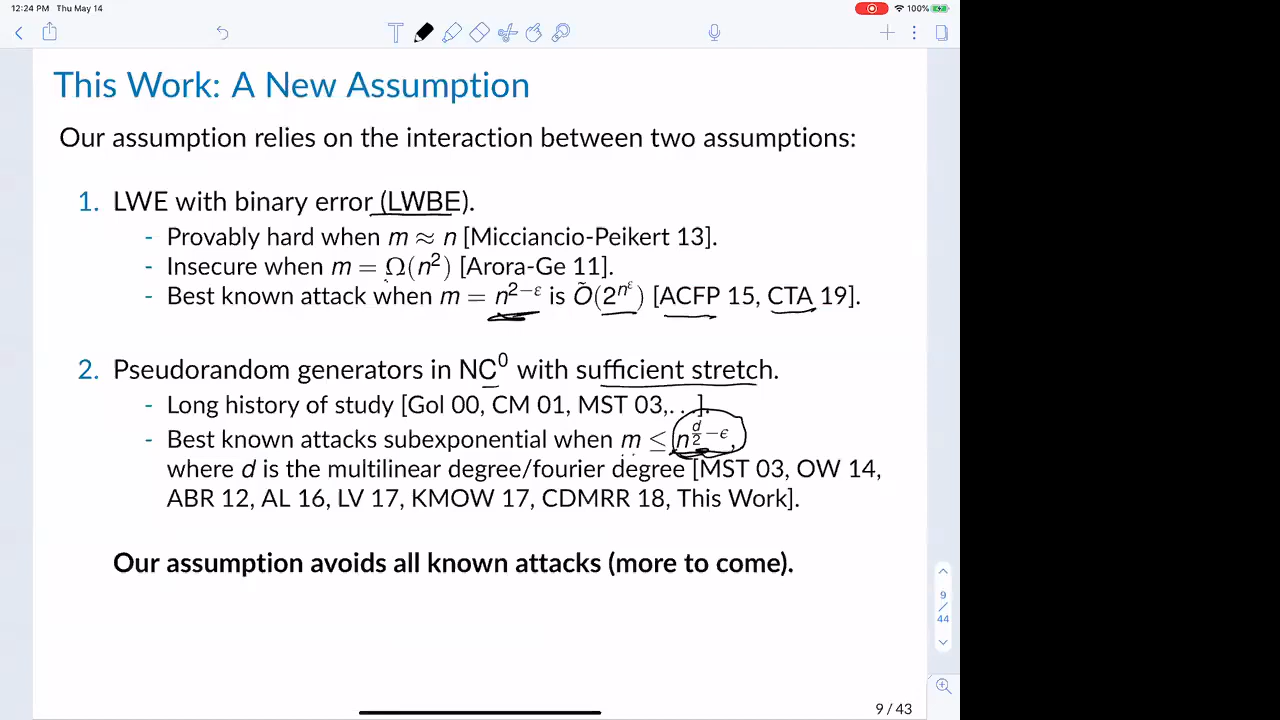 12:24 PM Thu May 14
100%
This Work: A New Assumption
Our assumption relies on the interaction between two assumptions:
1. LWE with binary error (LWBE).
- Provably hard when m ≈ n [Micciancio-Peikert 13].
- Insecure when m = Ω(n²) [Arora-Ge 11].
- Best known attack when m = n^{2−ε} is Õ(2^{n^ε}) [ACFP 15, CTA 19].
2. Pseudorandom generators in NC⁰ with sufficient stretch.
- Long history of study [Gol 00, CM 01, MST 03,. . .].
- Best known attacks subexponential when m ≤ n^{d/2 −ϵ},
where d is the multilinear degree/fourier degree [MST 03, OW 14,
ABR 12, AL 16, LV 17, KMOW 17, CDMRR 18, This Work].
Our assumption avoids all known attacks (more to come).
9
/
44
9 / 43